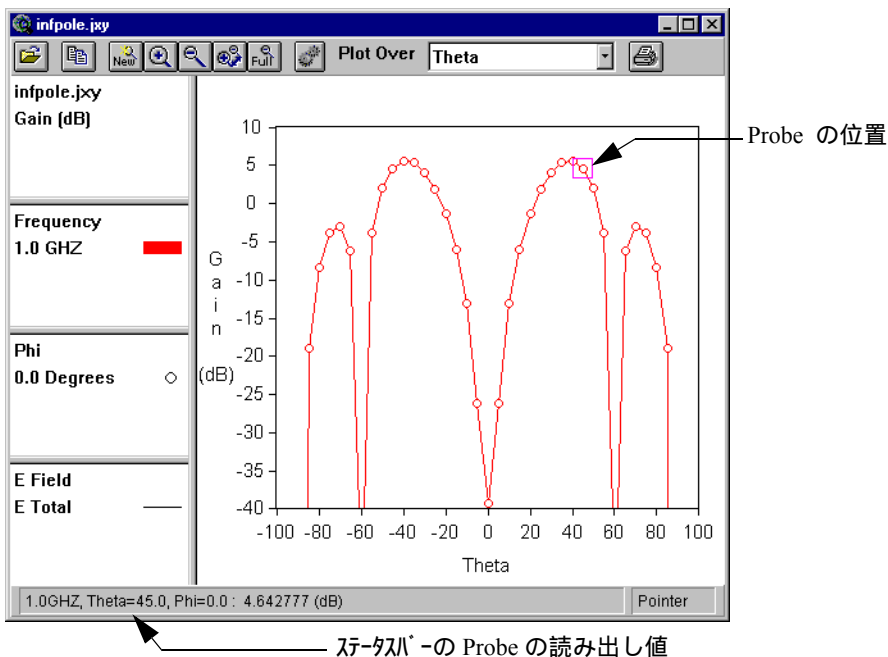 infpole.jxy
New
Full
Plot Over
Theta
infpole.jxy
Gain (dB)
Frequency
1.0 GHZ
Phi
0.0 Degrees
E Field
E Total
Gain
(dB)
10
5
0
-5
-10
-15
-20
-25
-30
-35
-40
-100 -80 -60 -40 -20 0 20 40 60 80 100
Theta
Probe の位置
1.0GHZ, Theta=45.0, Phi=0.0 : 4.642777 (dB)
Pointer
ｽﾃｰﾀｽﾊﾞｰの Probe の読み出し値